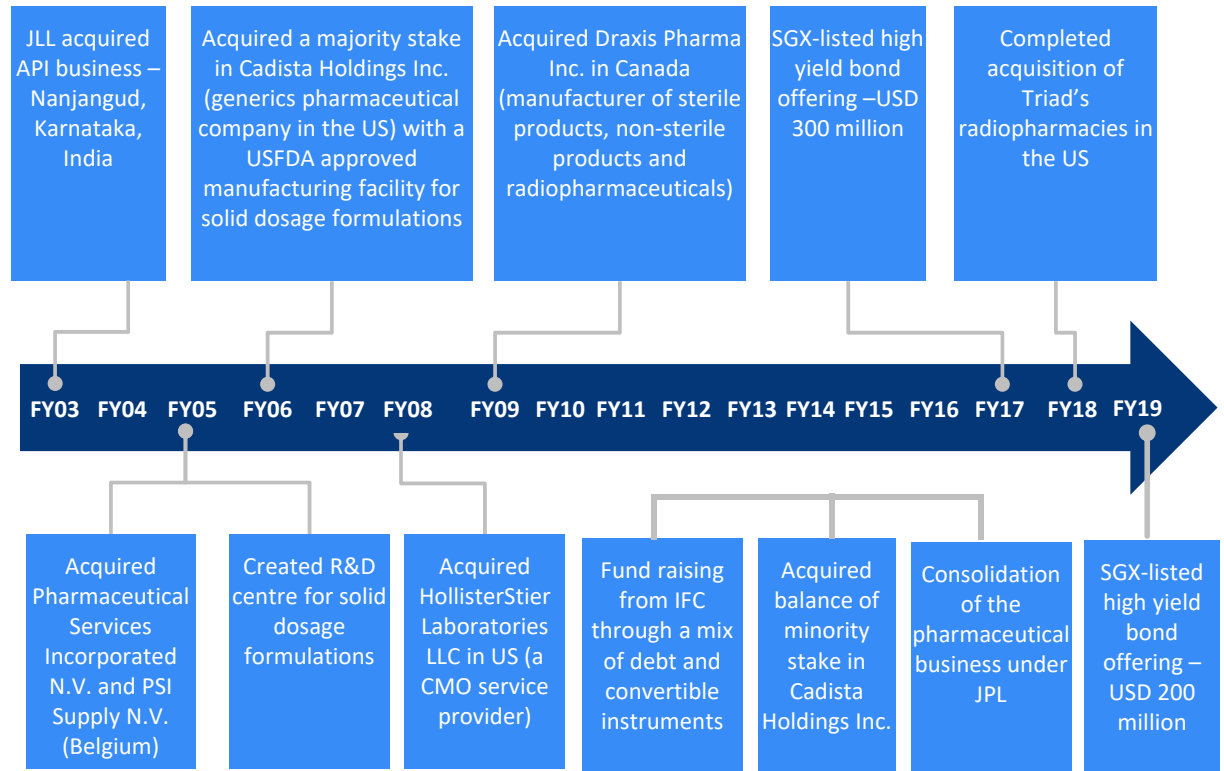 JLL acquired
API business –
Nanjangud,
Karnataka,
India
Acquired a majority stake
in Cadista Holdings Inc.
(generics pharmaceutical
company in the US) with a
USFDA approved
manufacturing facility for
solid dosage formulations
Acquired Draxis Pharma
Inc. in Canada
(manufacturer of sterile
products, non-sterile
products and
radiopharmaceuticals)
SGX-listed high
yield bond
offering –USD
300 million
Completed
acquisition of
Triad's
radiopharmacies in
the US
FY03 FY04 FY05 FY06 FY07 FY08 FY09 FY10 FY11 FY12 FY13 FY14 FY15 FY16 FY17 FY18 FY19
Acquired
Pharmaceutical
Services
Incorporated
N.V. and PSI
Supply N.V.
(Belgium)
Created R&D
centre for solid
dosage
formulations
Acquired
HollisterStier
Laboratories
LLC in US (a
CMO service
provider)
Fund raising
from IFC
through a mix
of debt and
convertible
instruments
Acquired
balance of
minority
stake in
Cadista
Holdings Inc.
Consolidation
of the
pharmaceutical
business under
JPL
SGX-listed
high yield
bond
offering –
USD 200
million